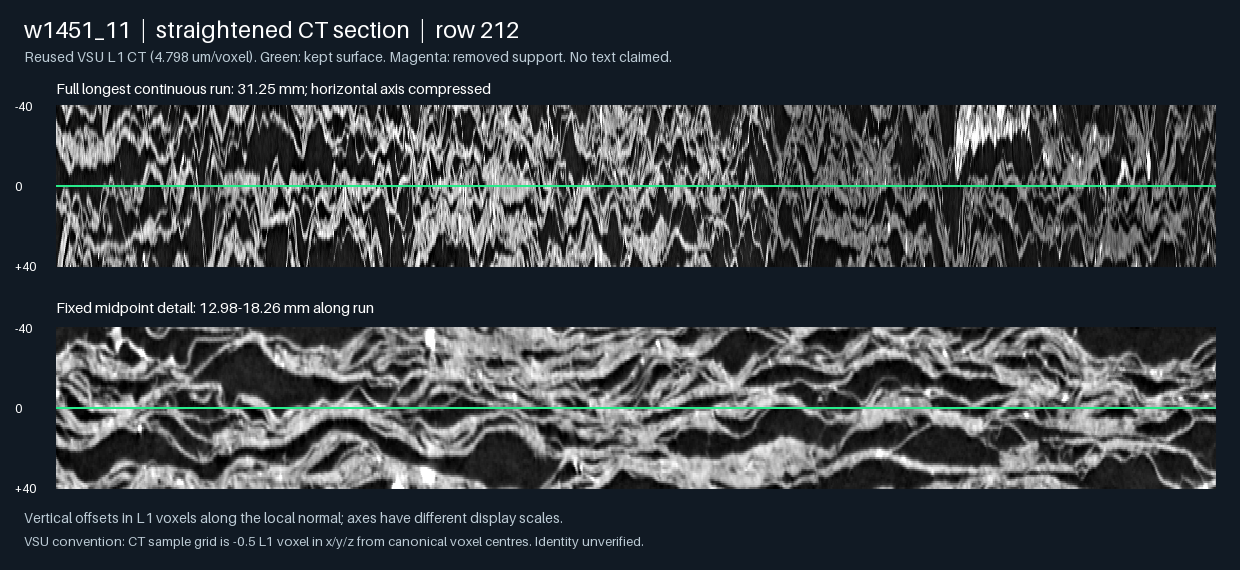 w1451_11 | straightened CT section | row 212
Reused VSU L1 CT (4.798 um/voxel). Green: kept surface. Magenta: removed support. No text claimed.
Full longest continuous run: 31.25 mm; horizontal axis compressed
-40
0
+40
Fixed midpoint detail: 12.98-18.26 mm along run
-40
0
+40
Vertical offsets in L1 voxels along the local normal; axes have different display scales.
VSU convention: CT sample grid is -0.5 L1 voxel in x/y/z from canonical voxel centres. Identity unverified.